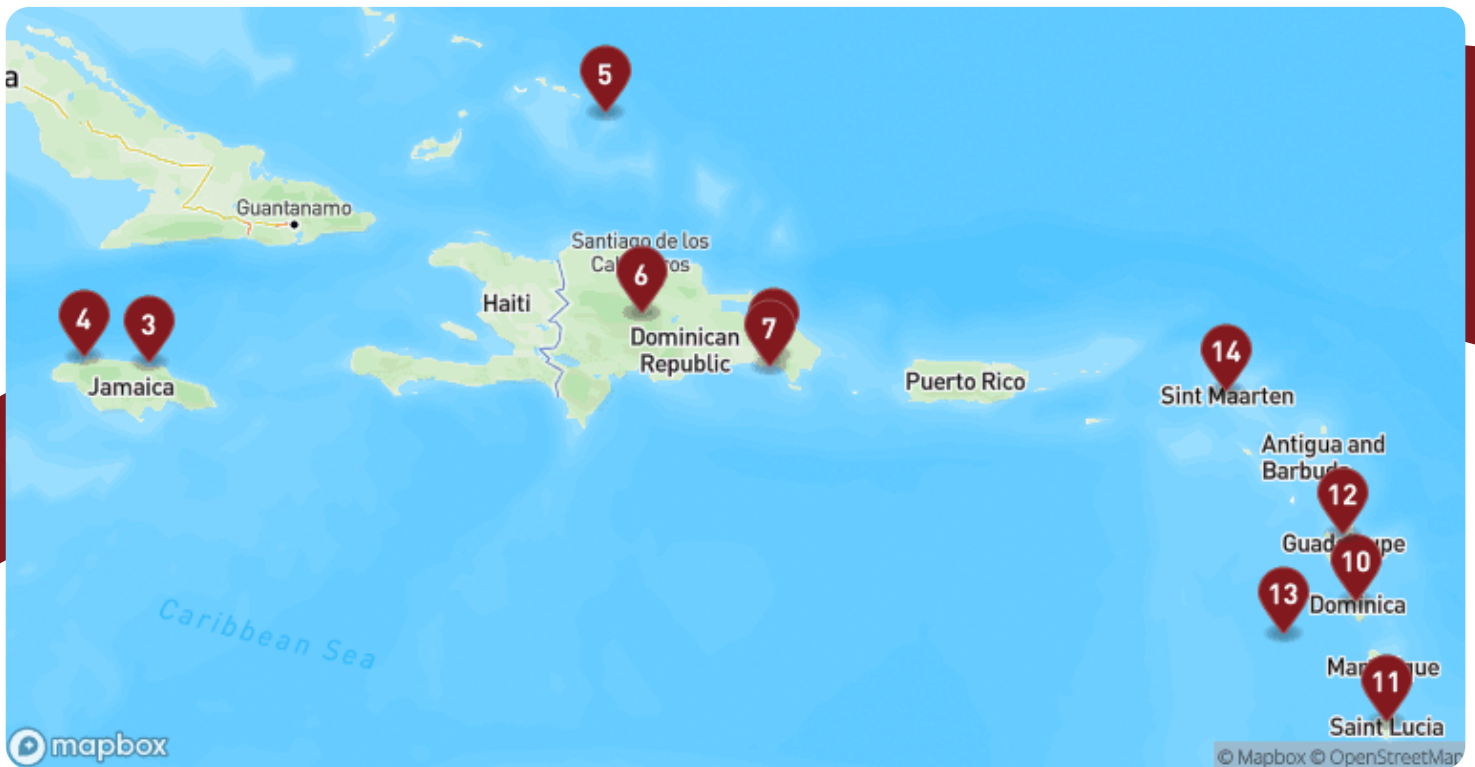 a
5
Guantanamo
Santiago de los
6
4
3
Haiti
7
Dominican
Republic
Jamaica
Puerto Rico
14
Sint Maarten
Antigua and
12
10
13
Dominica
Caribbean Sea
11
Saint Lucia
mapbox
© Mapbox © OpenStreetMap